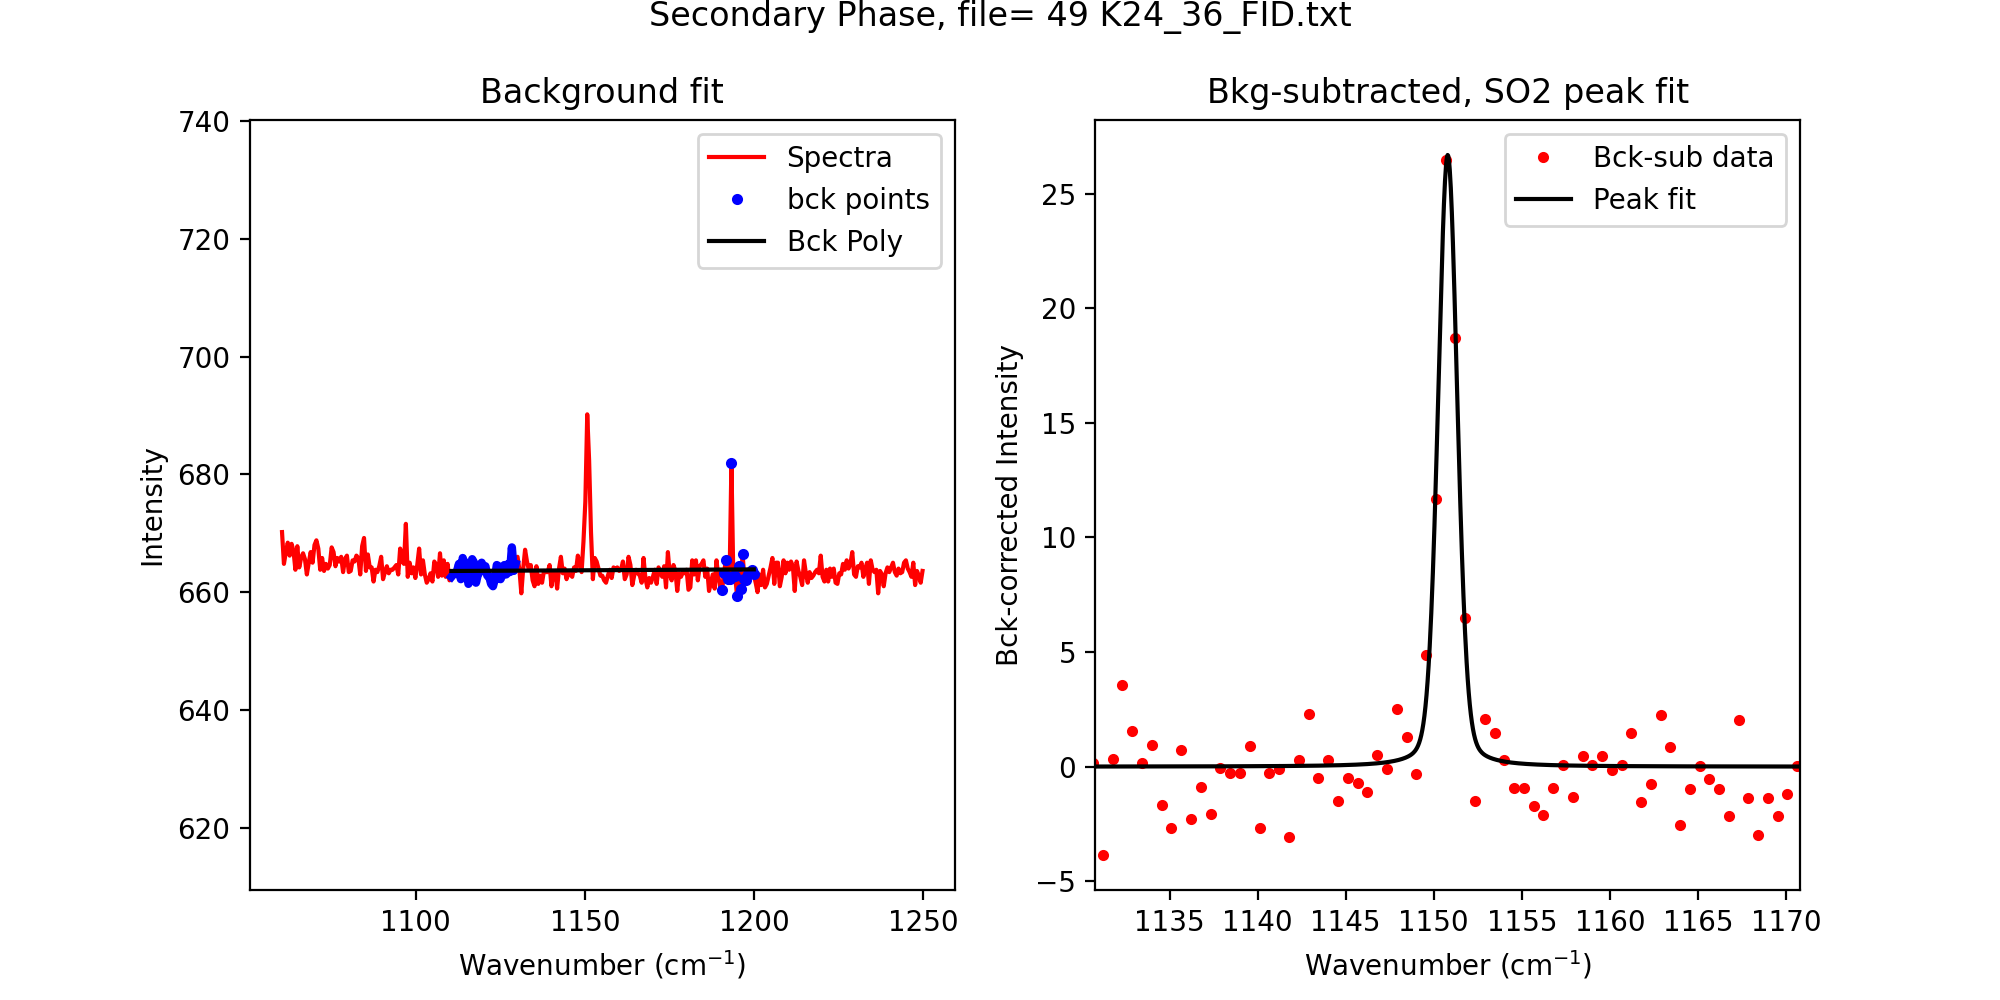 Secondary Phase, file= 49 K24_36_FID.txt
Background fit
740
720
700
680
660
640
620
Intensity
Spectra
bck points
Bck Poly
1100 1150 1200 1250
Wavenumber (cm⁻¹)
Bkg-subtracted, SO2 peak fit
25
20
15
10
5
0
−5
Bck-corrected Intensity
Bck-sub data
Peak fit
1135 1140 1145 1150 1155 1160 1165 1170
Wavenumber (cm⁻¹)